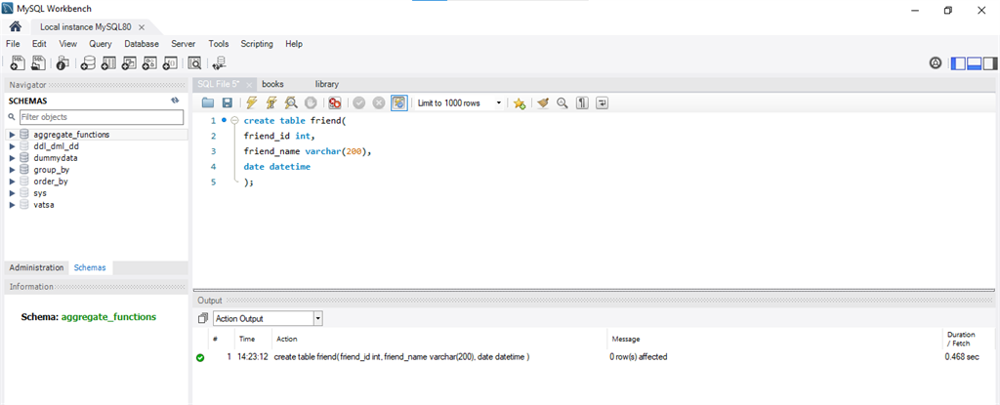 MySQL Workbench
Local instance MySQL80
File Edit View Query Database Server Tools Scripting Help
Navigator
SCHEMAS
Filter objects
aggregate_functions
ddl_dml_dd
dummydata
group_by
order_by
sys
vatsa
Administration Schemas
Information
Schema: aggregate_functions
SQL File 5* books library
Limit to 1000 rows
1 create table friend(
2 friend_id int,
3 friend_name varchar(200),
4 date datetime
5 );
Output
Action Output
# Time Action Message Duration / Fetch
1 14:23:12 create table friend( friend_id int, friend_name varchar(200), date datetime ) 0 row(s) affected 0.468 sec